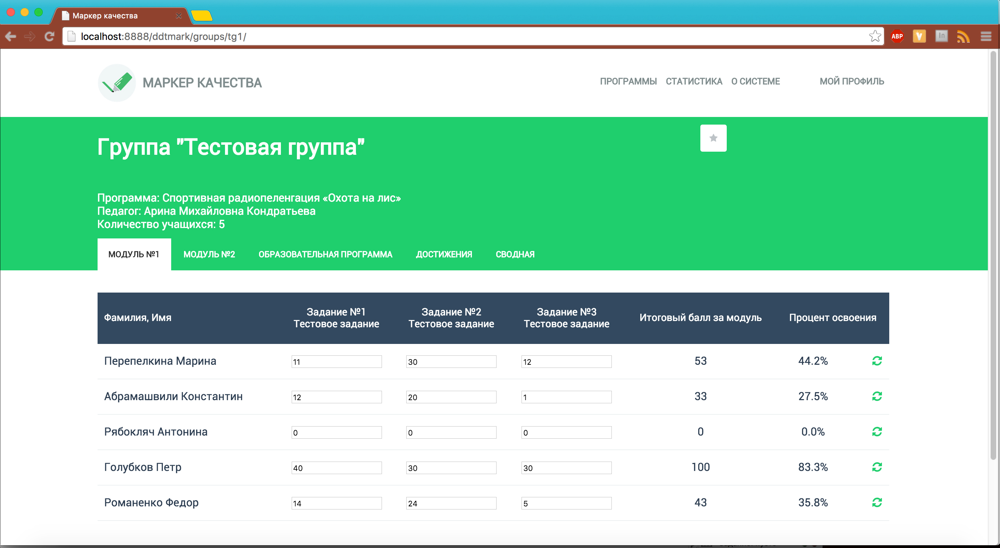 Маркер качества
localhost:8888/ddtmark/groups/tg1/
ABP
V
In
МАРКЕР КАЧЕСТВА
ПРОГРАММЫ СТАТИСТИКА О СИСТЕМЕ МОЙ ПРОФИЛЬ
Группа "Тестовая группа"
Программа: Спортивная радиопеленгация «Охота на лис»
Педагог: Арина Михайловна Кондратьева
Количество учащихся: 5
МОДУЛЬ №1 МОДУЛЬ №2 ОБРАЗОВАТЕЛЬНАЯ ПРОГРАММА ДОСТИЖЕНИЯ СВОДНАЯ
Фамилия, Имя
Задание №1
Тестовое задание
Задание №2
Тестовое задание
Задание №3
Тестовое задание
Итоговый балл за модуль
Процент освоения
Перепелкина Марина 11 30 12 53 44.2%
Абрамашвили Константин 12 20 1 33 27.5%
Рябокляч Антонина 0 0 0 0 0.0%
Голубков Петр 40 30 30 100 83.3%
Романенко Федор 14 24 5 43 35.8%